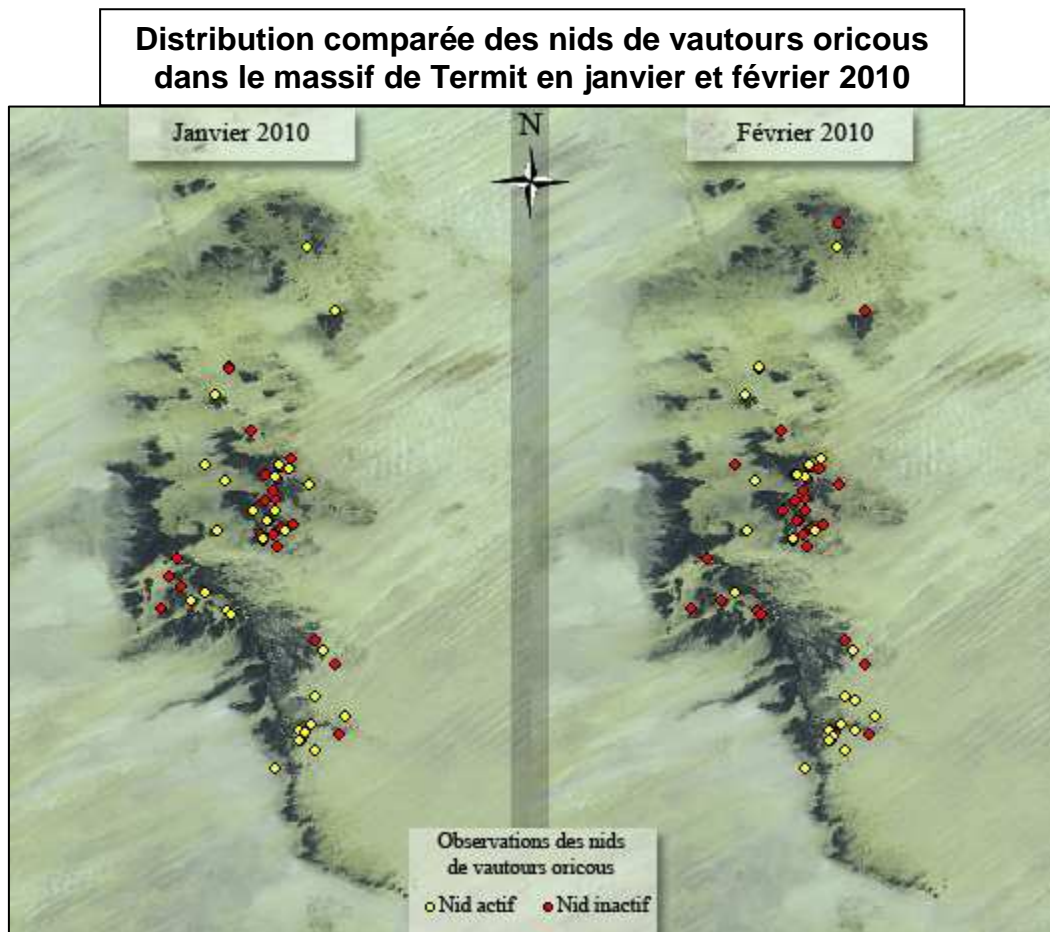 Distribution comparée des nids de vautours oricous
dans le massif de Termit en janvier et février 2010
Janvier 2010
N
Février 2010
Observations des nids
de vautours oricous
Nid actif
Nid inactif